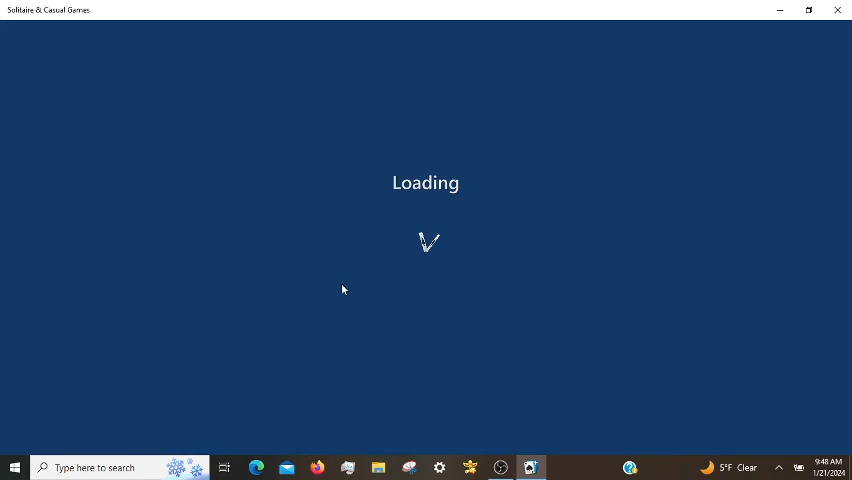 Solitaire & Casual Games
Loading
Type here to search
5°F Clear
9:48 AM
1/21/2024